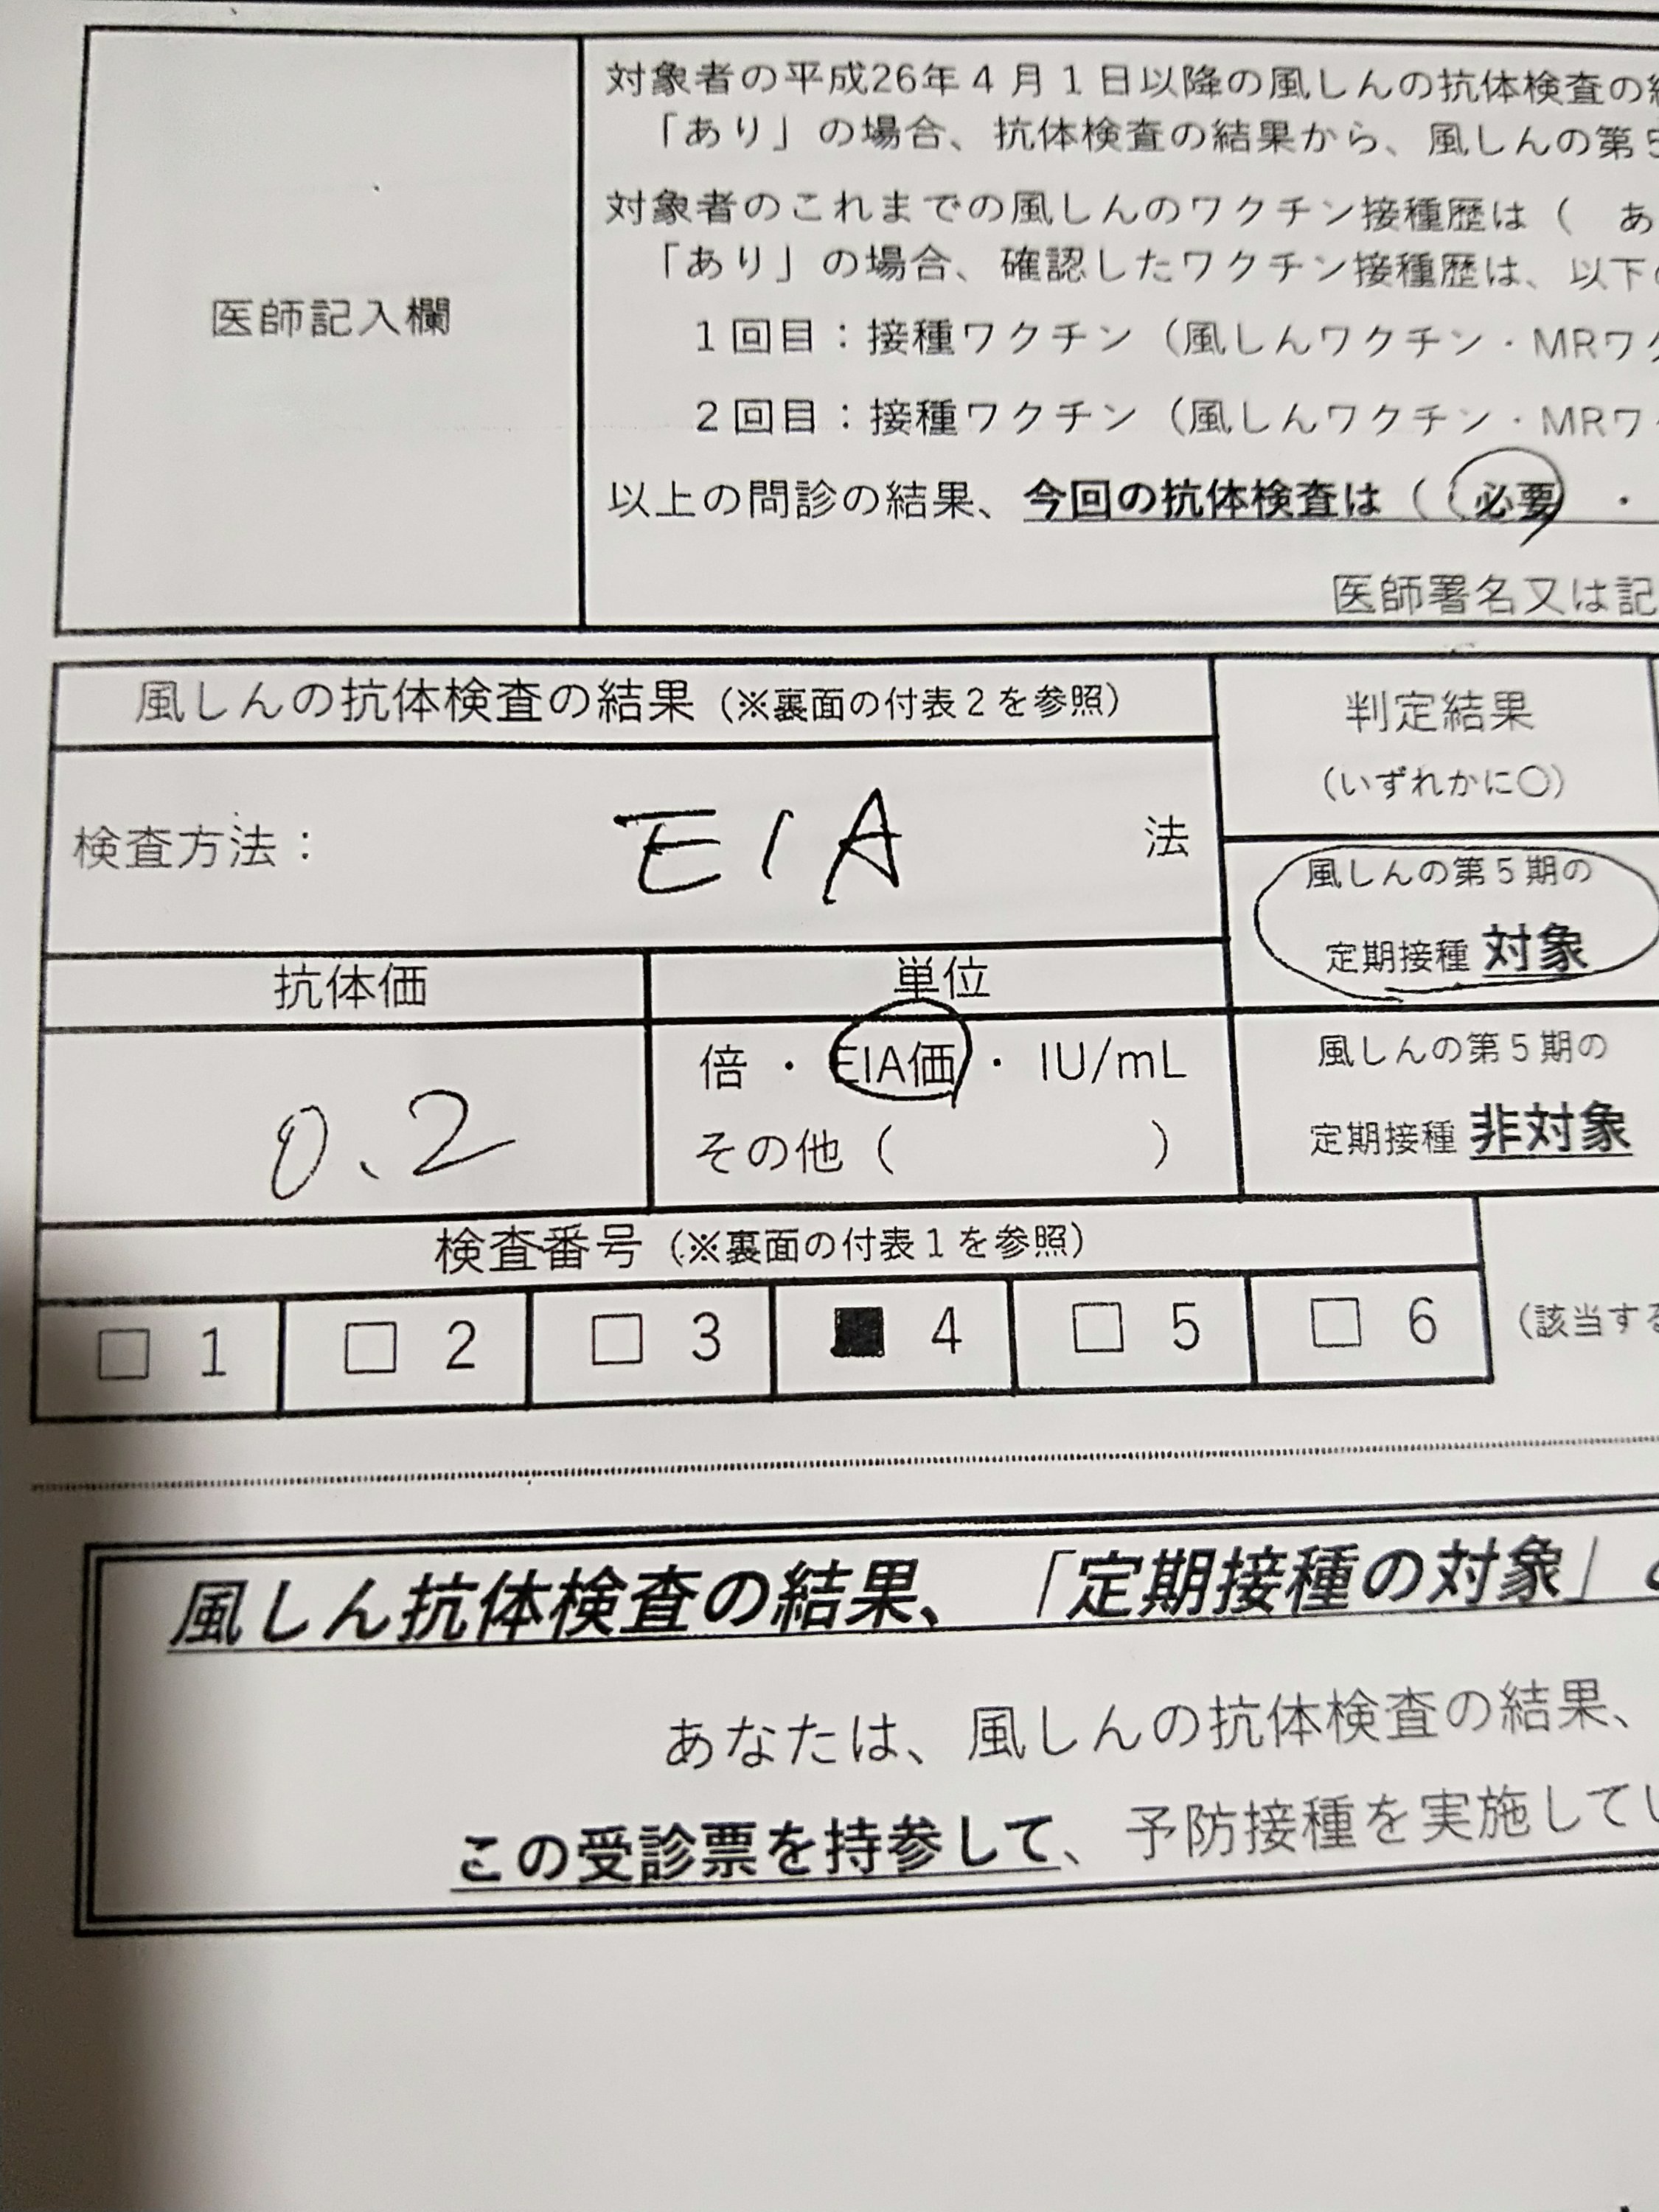 対象者の平成26年４月１日以降の風しんの抗体検査の
「あり」の場合、抗体検査の結果から、風しんの第５
対象者のこれまでの風しんのワクチン接種歴は（　あ
「あり」の場合、確認したワクチン接種歴は、以下
医師記入欄
１回目：接種ワクチン（風しんワクチン・MRワク
２回目：接種ワクチン（風しんワクチン・MRワ
以上の問診の結果、今回の抗体検査は（　必要　・
医師署名又は記
風しんの抗体検査の結果（※裏面の付表２を参照）
判定結果
（いずれかに○）
検査方法：　EIA　法
風しんの第５期の
定期接種 対象
抗体価　単位
倍 ・ EIA価 ・ IU/mL
風しんの第５期の
0.2
その他（　　　　　）
定期接種 非対象
検査番号（※裏面の付表１を参照）
□ 1　□ 2　□ 3　■ 4　□ 5　□ 6　（該当する
風しん抗体検査の結果、「定期接種の対象」
あなたは、風しんの抗体検査の結果、
この受診票を持参して、予防接種を実施してい